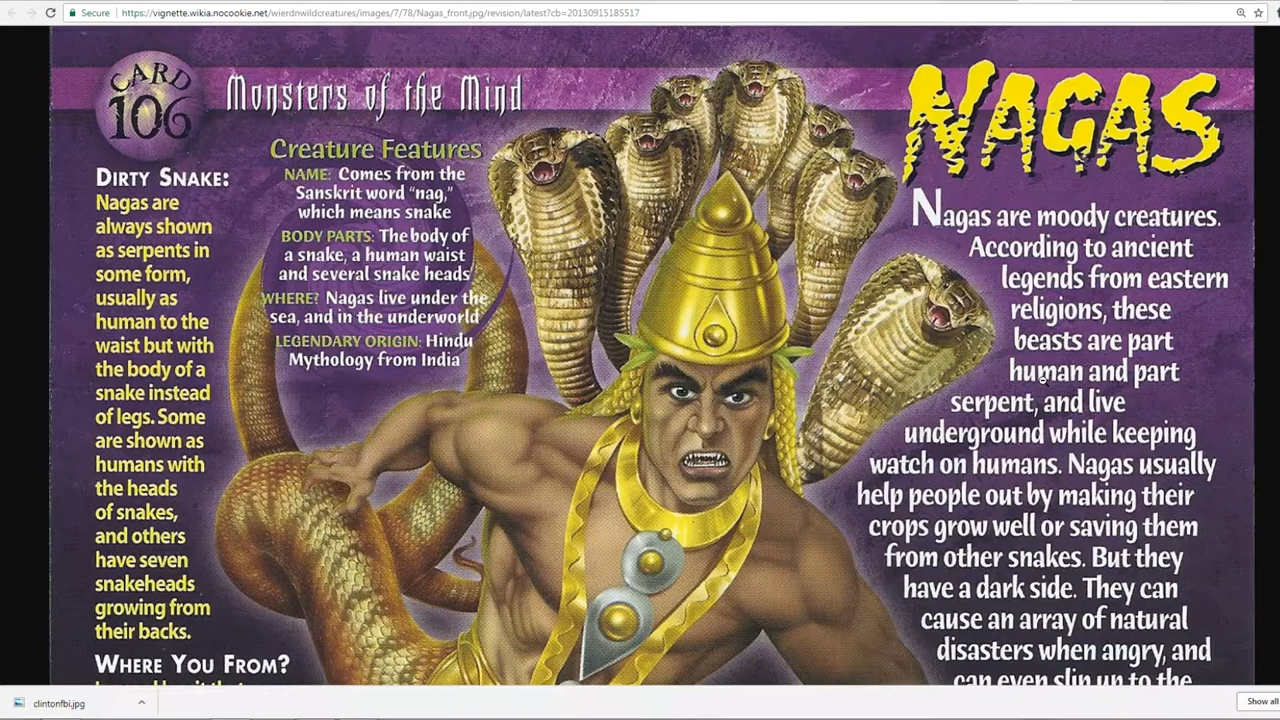 Secure
https://vignette.wikia.nocookie.net/wierdnwildcreatures/images/7/78/Nagas_front.jpg/revision/latest?cb=20130915185517
CARD
106
Monsters of the Mind
NAGAS
DIRTY SNAKE:
Nagas are
always shown
as serpents in
some form,
usually as
human to the
waist but with
the body of a
snake instead
of legs. Some
are shown as
humans with
the heads
of snakes,
and others
have seven
snakeheads
growing from
their backs.
WHERE YOU FROM?
Creature Features
NAME: Comes from the
Sanskrit word "nag,"
which means snake
BODY PARTS: The body of
a snake, a human waist
and several snake heads
WHERE? Nagas live under the
sea, and in the underworld
LEGENDARY ORIGIN: Hindu
Mythology from India
Nagas are moody creatures.
According to ancient
legends from eastern
religions, these
beasts are part
human and part
serpent, and live
underground while keeping
watch on humans. Nagas usually
help people out by making their
crops grow well or saving them
from other snakes. But they
have a dark side. They can
cause an array of natural
disasters when angry, and
can even slip up to the
clintonfbi.jpg
Show all